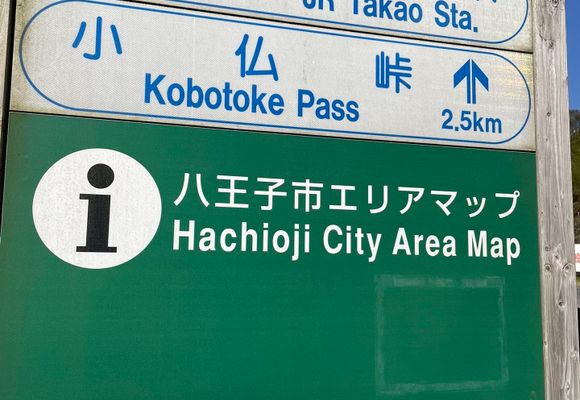 JR Takao Sta.
小仏峠
Kobotoke Pass
2.5km
i
八王子市エリアマップ
Hachioji City Area Map